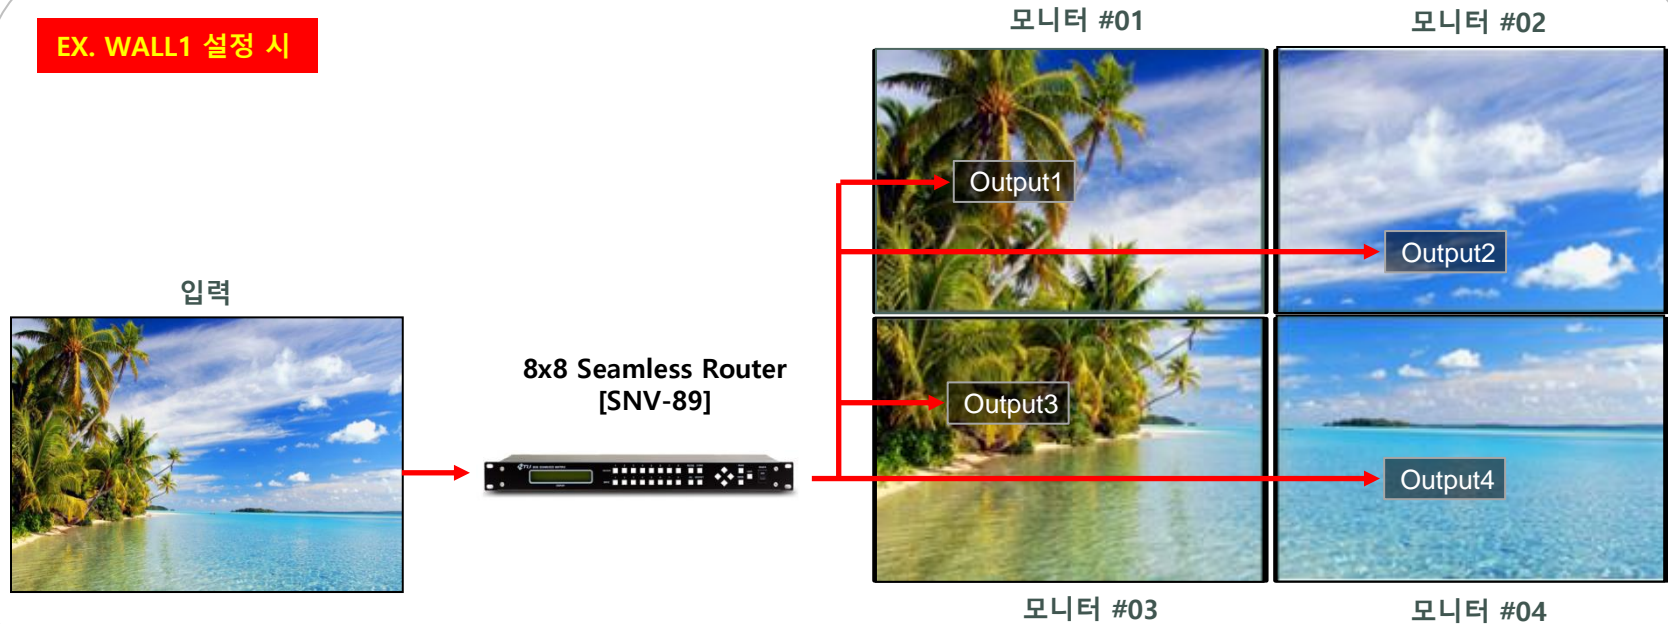 EX. WALL1 설정 시
모니터 #01
모니터 #02
Output1
Output2
입력
8x8 Seamless Router
[SNV-89]
Output3
Output4
모니터 #03
모니터 #04